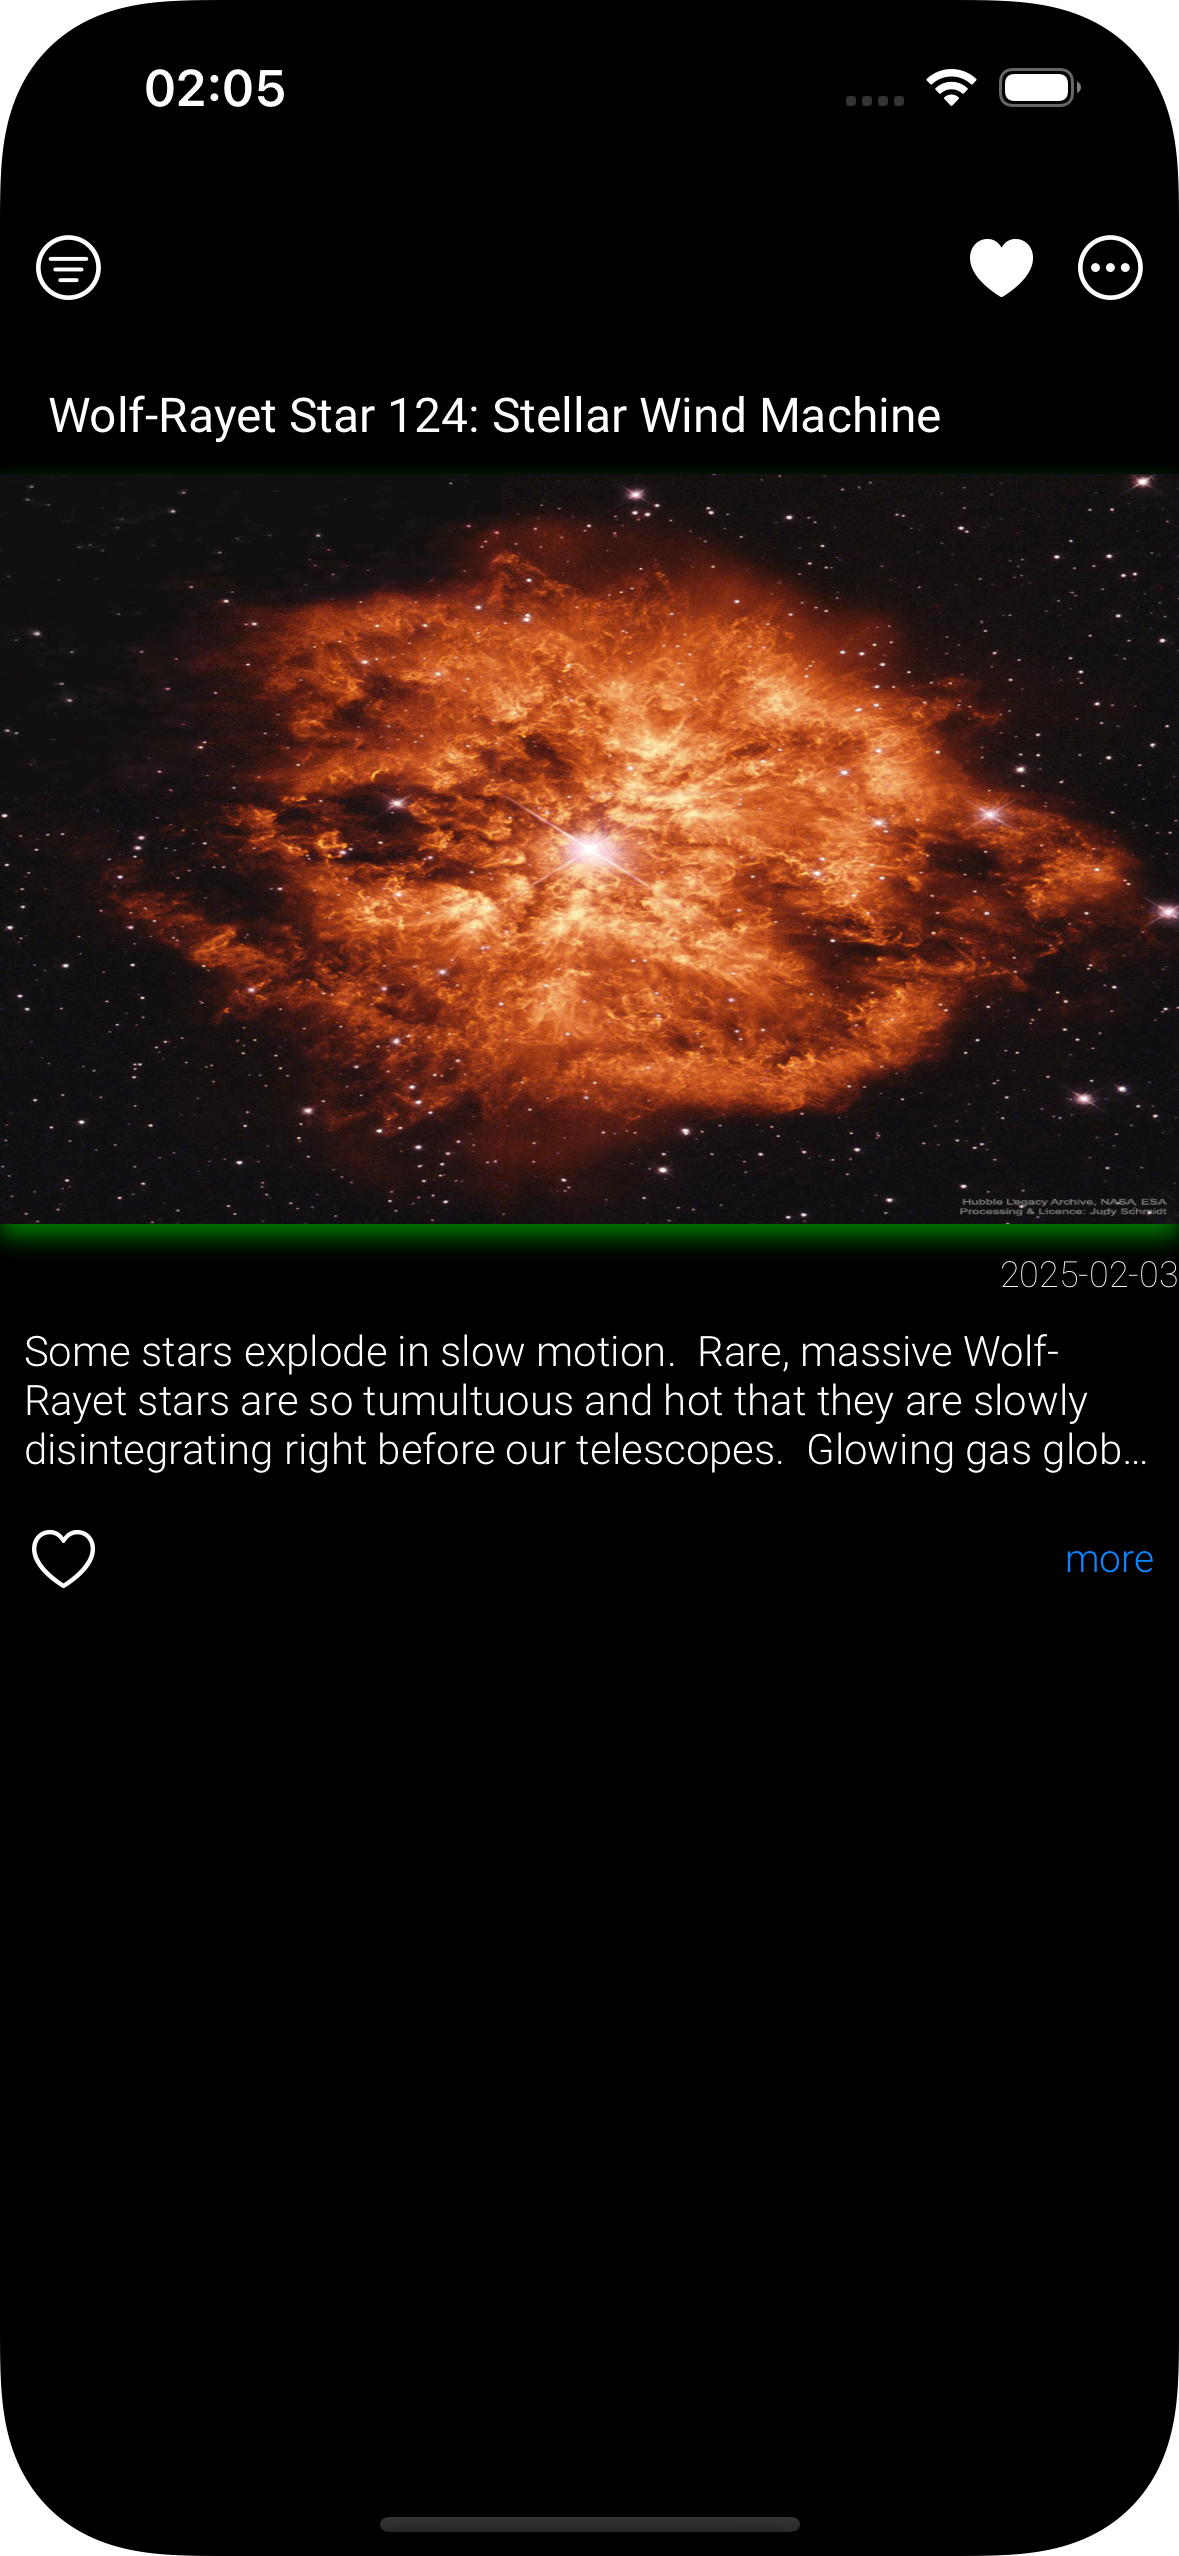 02:05
Wolf-Rayet Star 124: Stellar Wind Machine
Hubble Legacy Archive, NASA, ESA
Processing & Licence: Judy Schmidt
2025-02-03
Some stars explode in slow motion.  Rare, massive Wolf-
Rayet stars are so tumultuous and hot that they are slowly
disintegrating right before our telescopes.  Glowing gas glob...
more